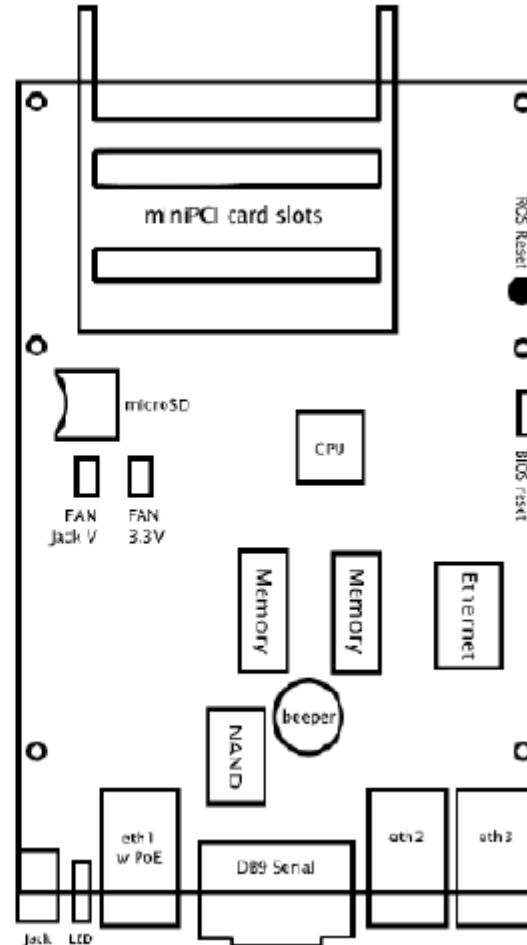 miniPCI card slots
ROS Reset
microSD
CPU
BIOS reset
FAN
Jack V
FAN
3.3V
Memory
Memory
Ethernet
beeper
NAND
eth1
w PoE
DB9 Serial
eth2
eth3
Jack
LED